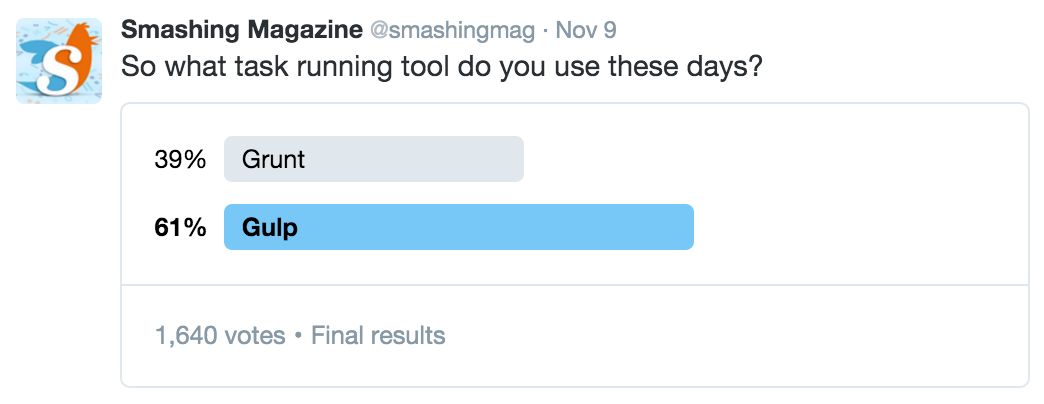 Smashing Magazine @smashingmag · Nov 9
So what task running tool do you use these days?
39% Grunt
61% Gulp
1,640 votes • Final results